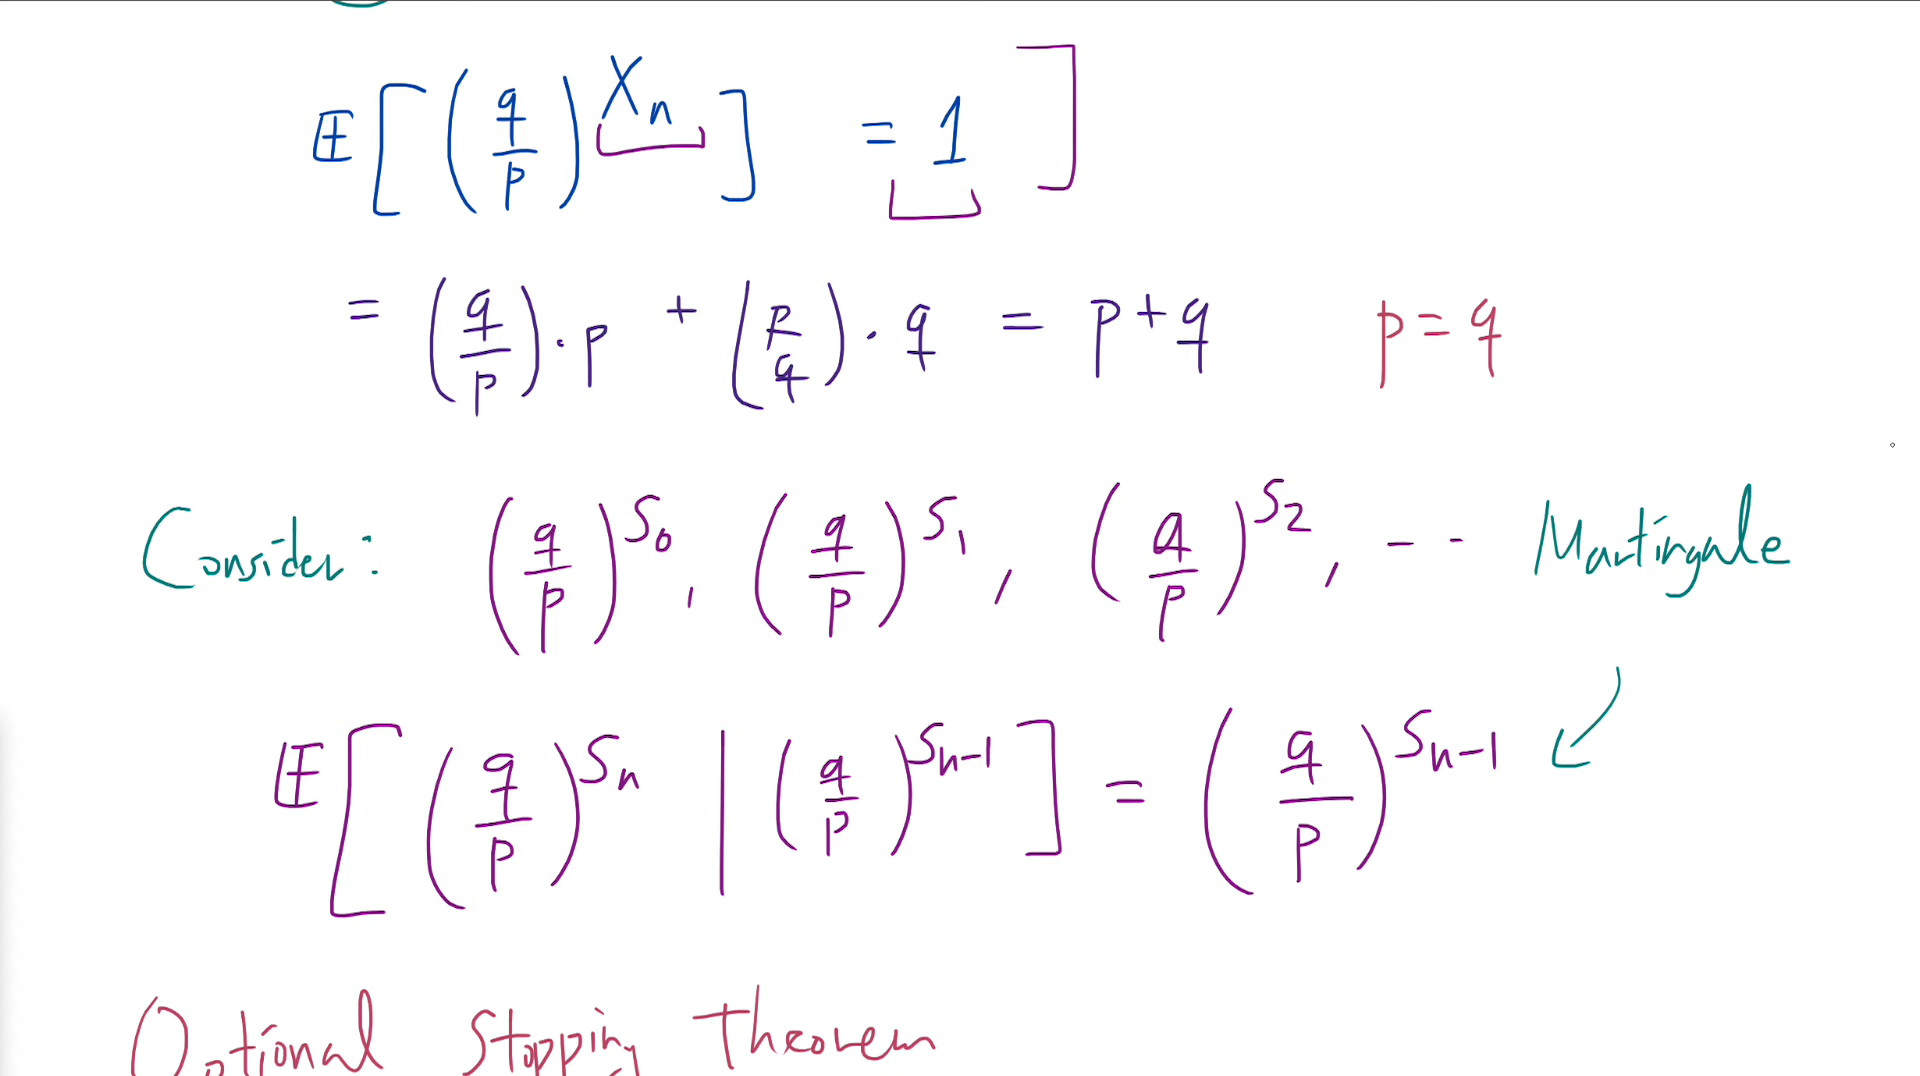 𝔼[(q/p)^{X_n}] = 1 ]
= (q/p)·p + (p/q)·q = p+q p=q
Consider: (q/p)^{S_0}, (q/p)^{S_1}, (q/p)^{S_2}, - - Martingale
𝔼[(q/p)^{S_n} | (q/p)^{S_{n-1}}] = (q/p)^{S_{n-1}}
Optional Stopping Theorem